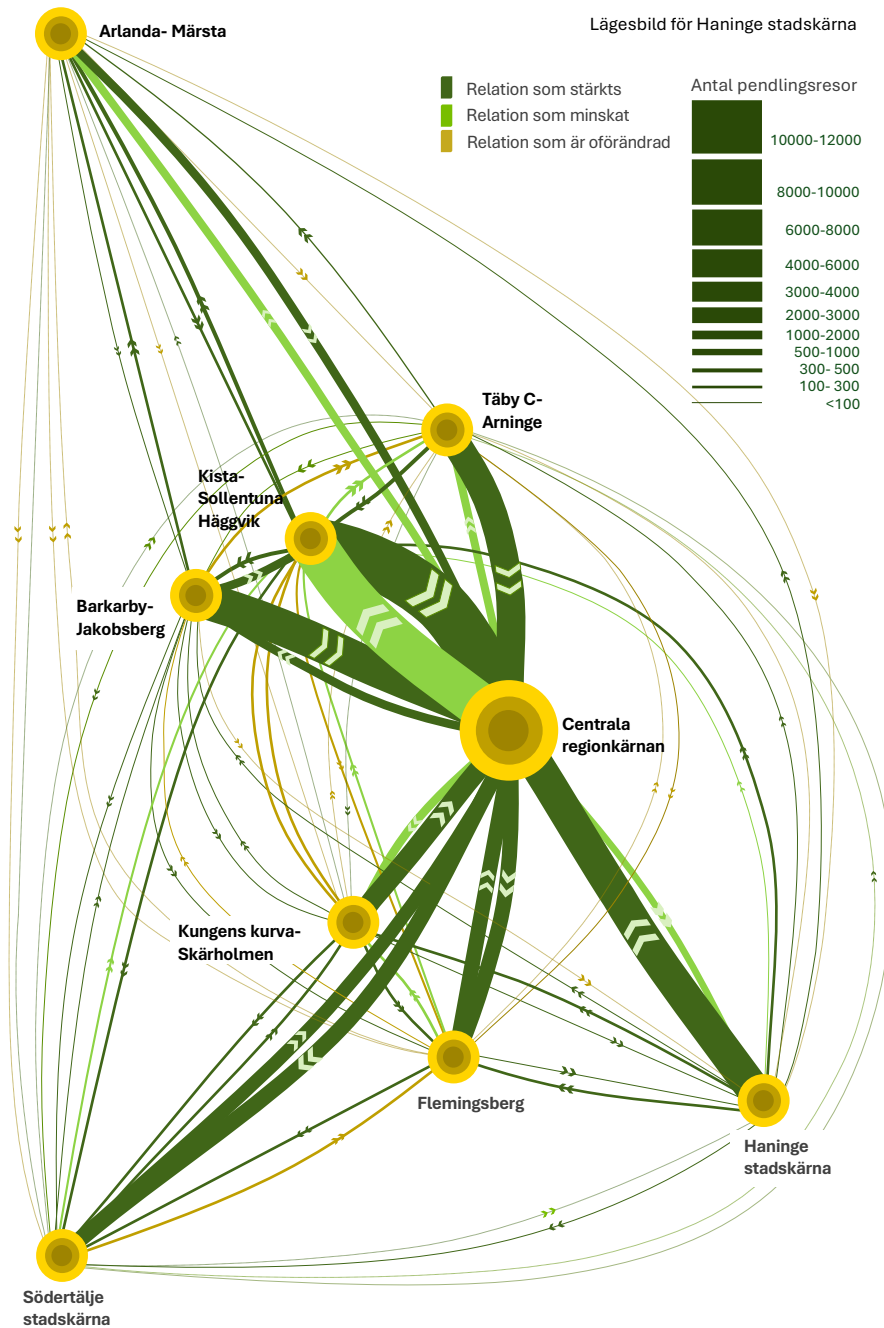 Lägesbild för Haninge stadskärna
Arlanda- Märsta
Relation som stärkts
Relation som minskat
Relation som är oförändrad
Antal pendlingsresor
10000-12000
8000-10000
6000-8000
4000-6000
3000-4000
2000-3000
1000-2000
500-1000
300- 500
100- 300
<100
Täby C-
Arninge
Kista-
Sollentuna
Häggvik
Barkarby-
Jakobsberg
Centrala
regionkärnan
Kungens kurva-
Skärholmen
Flemingsberg
Haninge
stadskärna
Södertälje
stadskärna